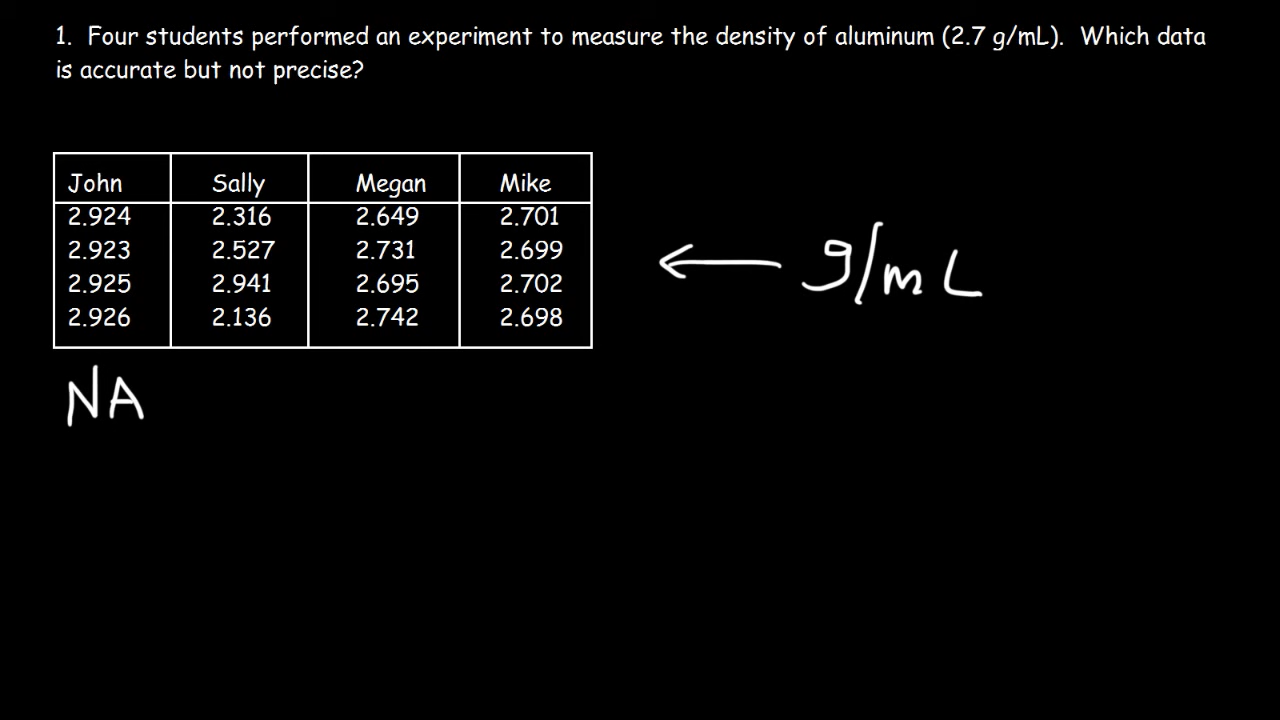 1. Four students performed an experiment to measure the density of aluminum (2.7 g/mL). Which data
is accurate but not precise?
John Sally Megan Mike
2.924 2.316 2.649 2.701
2.923 2.527 2.731 2.699
2.925 2.941 2.695 2.702
2.926 2.136 2.742 2.698
← g/mL
NA